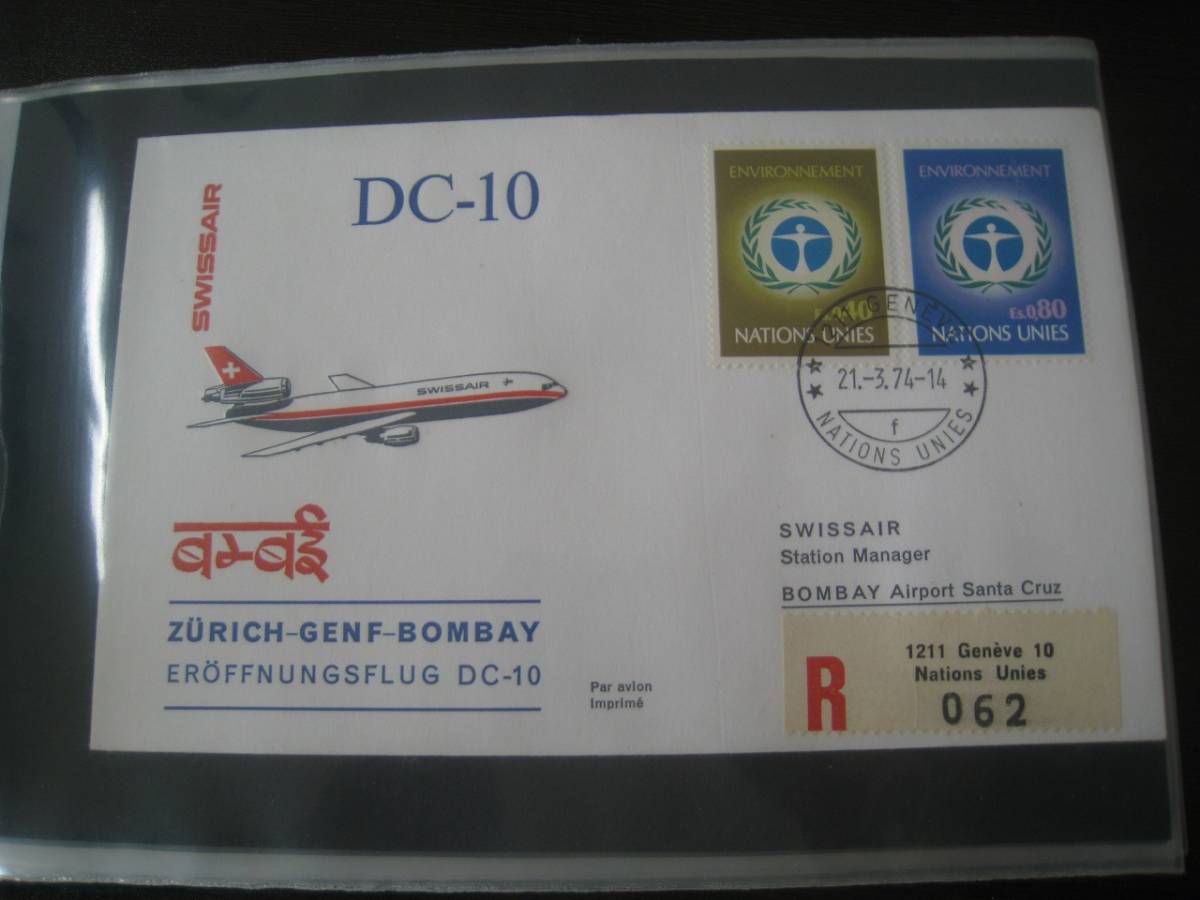 SWISSAIR
DC-10
ENVIRONNEMENT
NATIONS UNIES
ENVIRONNEMENT
Fs.0,80
NATIONS UNIES
GENÈVE
21.-3.74-14
f
NATIONS UNIES
SWISSAIR
बम्बई
ZÜRICH-GENF-BOMBAY
ERÖFFNUNGSFLUG DC-10
Par avion
Imprimé
SWISSAIR
Station Manager
BOMBAY Airport Santa Cruz
R
1211 Genève 10
Nations Unies
062